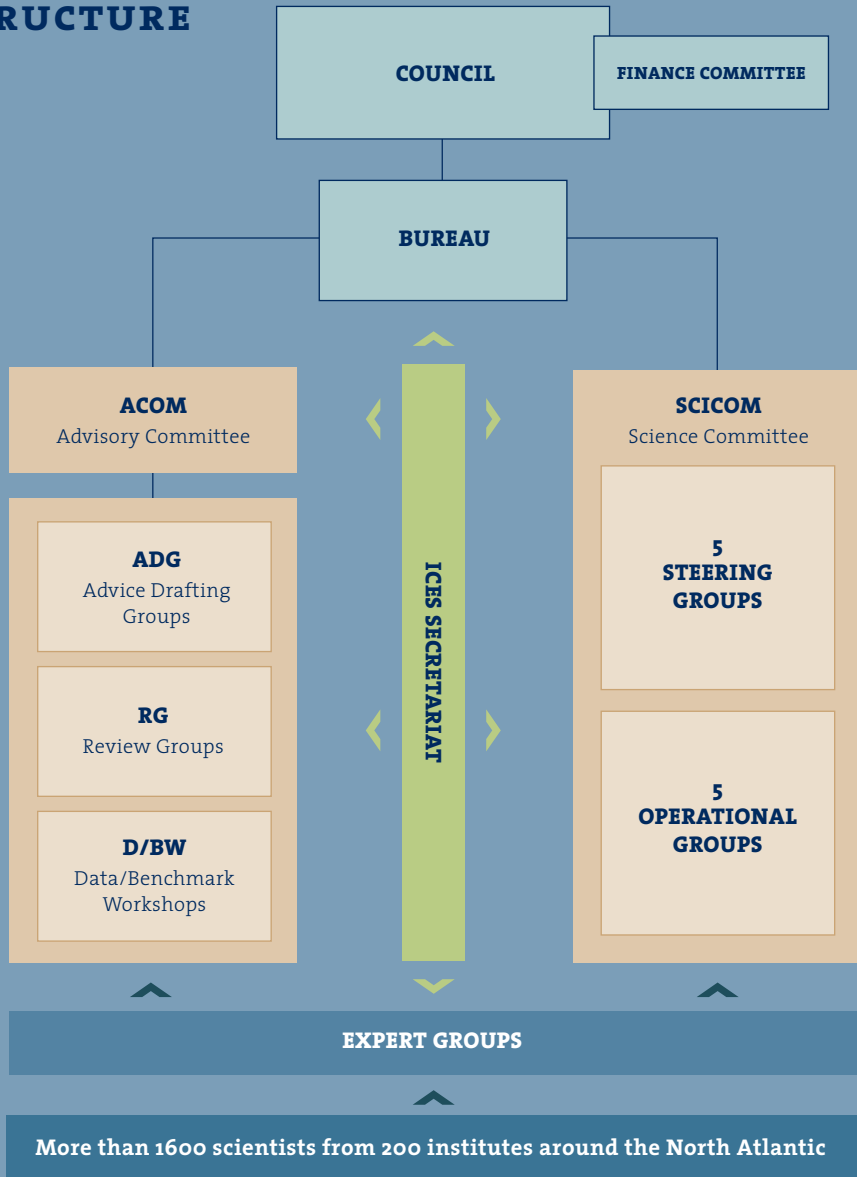 RUCTURE
COUNCIL
FINANCE COMMITTEE
BUREAU
ACOM
Advisory Committee
ADG
Advice Drafting
Groups
RG
Review Groups
D/BW
Data/Benchmark
Workshops
ICES SECRETARIAT
SCICOM
Science Committee
5
STEERING
GROUPS
5
OPERATIONAL
GROUPS
EXPERT GROUPS
More than 1600 scientists from 200 institutes around the North Atlantic